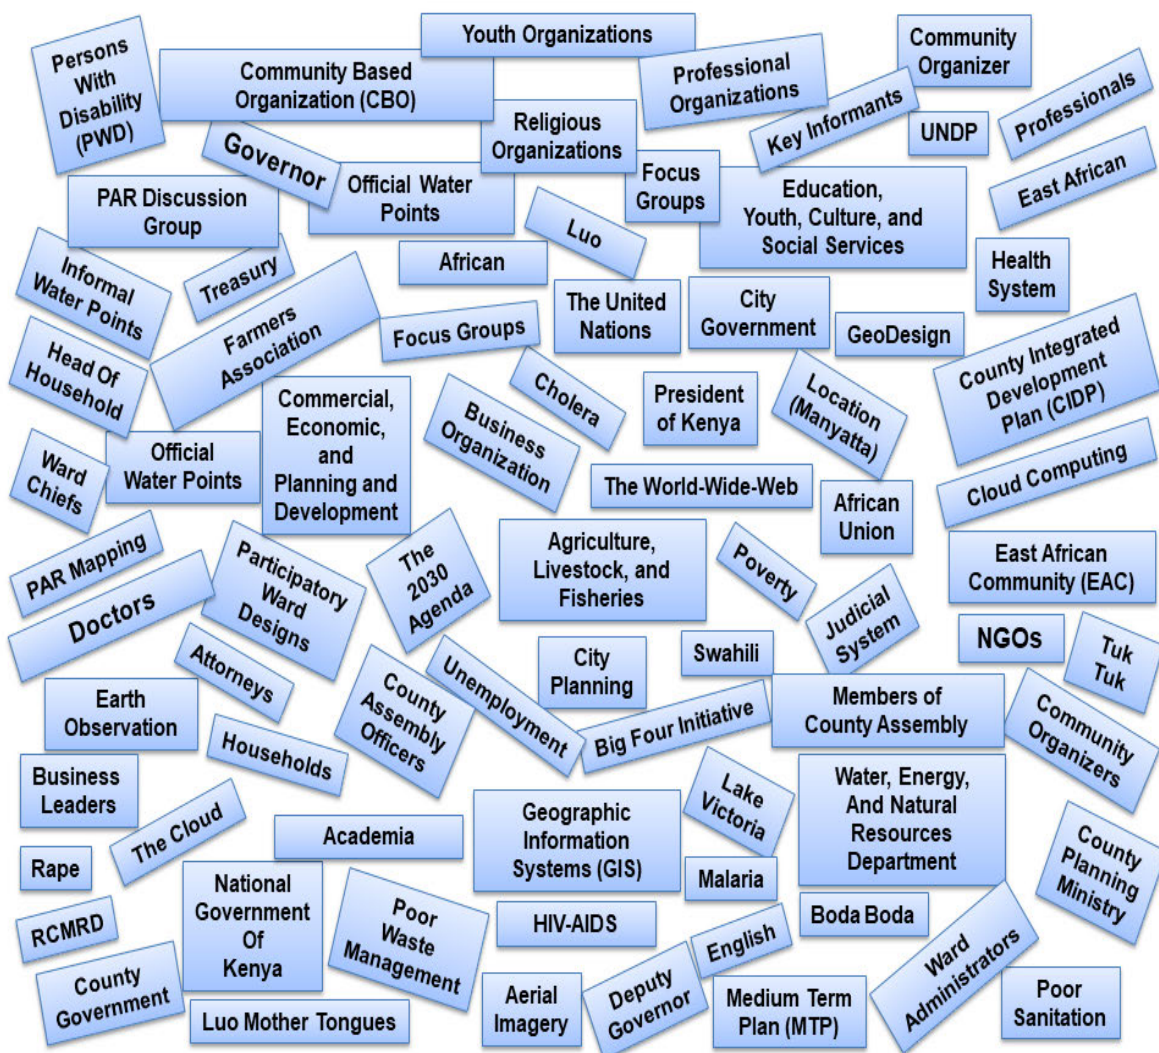 Youth Organizations
Persons
With
Disability
(PWD)
Community Based
Organization (CBO)
Professional
Organizations
Community
Organizer
Key Informants
UNDP
Professionals
Governor
Religious
Organizations
East African
PAR Discussion
Group
Official Water
Points
Focus
Groups
Education,
Youth, Culture, and
Social Services
Luo
African
Informal
Water Points
Treasury
Health
System
Farmers
Association
Focus Groups
The United
Nations
City
Government
GeoDesign
County Integrated
Development
Plan (CIDP)
Head Of
Household
Commercial,
Economic,
and
Planning and
Development
Cholera
Business
Organization
President
of Kenya
Location
(Manyatta)
Ward
Chiefs
Official
Water Points
The World-Wide-Web
African
Union
Cloud Computing
PAR Mapping
Participatory
Ward
Designs
The
2030
Agenda
Agriculture,
Livestock, and
Fisheries
Poverty
East African
Community (EAC)
Doctors
Judicial
System
NGOs
Tuk
Tuk
Attorneys
County
Assembly
Officers
Unemployment
City
Planning
Swahili
Earth
Observation
Households
Big Four Initiative
Members of
County Assembly
Community
Organizers
Business
Leaders
The Cloud
Academia
Geographic
Information
Systems (GIS)
Lake
Victoria
Water, Energy,
And Natural
Resources
Department
Rape
Malaria
County
Planning
Ministry
RCMRD
National
Government
Of
Kenya
Poor
Waste
Management
HIV-AIDS
English
Boda Boda
Ward
Administrators
County
Government
Luo Mother Tongues
Aerial
Imagery
Deputy
Governor
Medium Term
Plan (MTP)
Poor
Sanitation